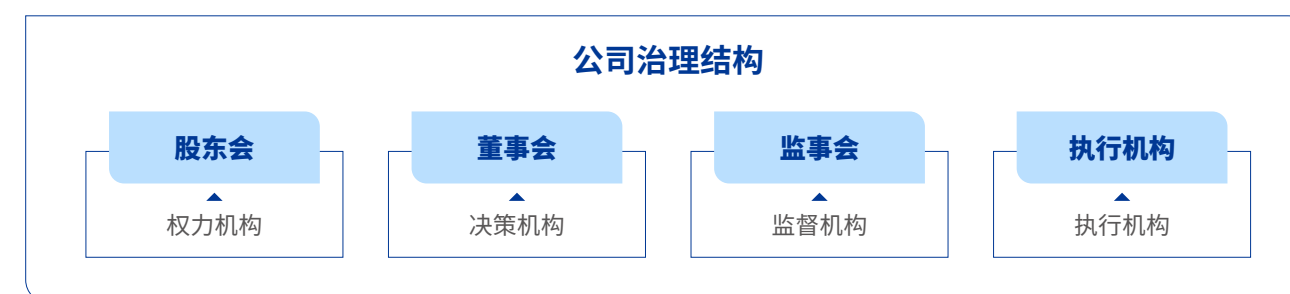 公司治理结构
股东会
董事会
监事会
执行机构
权力机构
决策机构
监督机构
执行机构